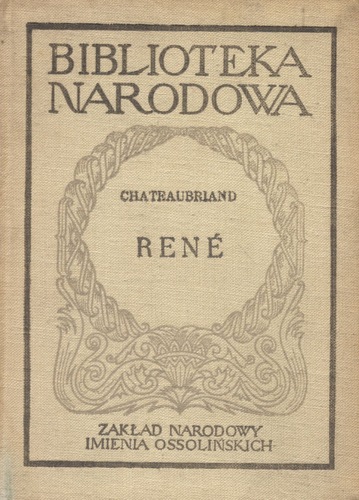 BIBLIOTEKA
NARODOWA
CHATEAUBRIAND
RENÉ
ZAKŁAD NARODOWY
IMIENIA OSSOLIŃSKICH